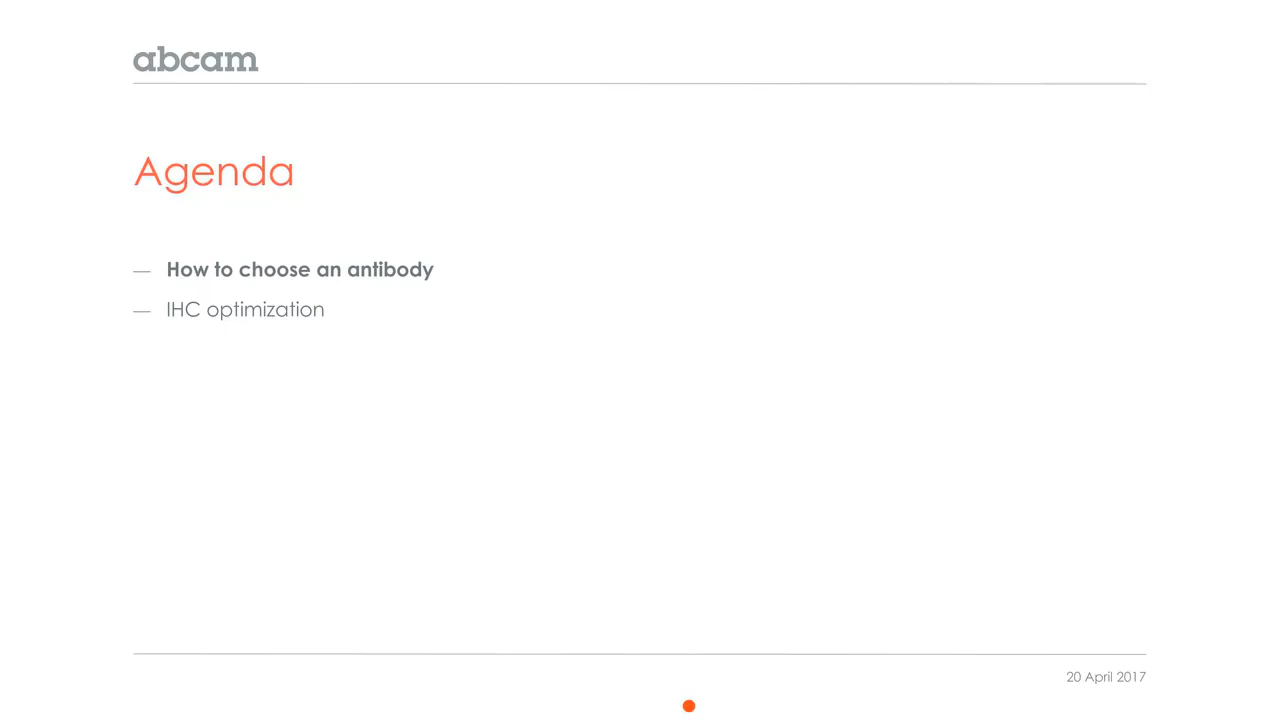 abcam
Agenda
— How to choose an antibody
— IHC optimization
20 April 2017